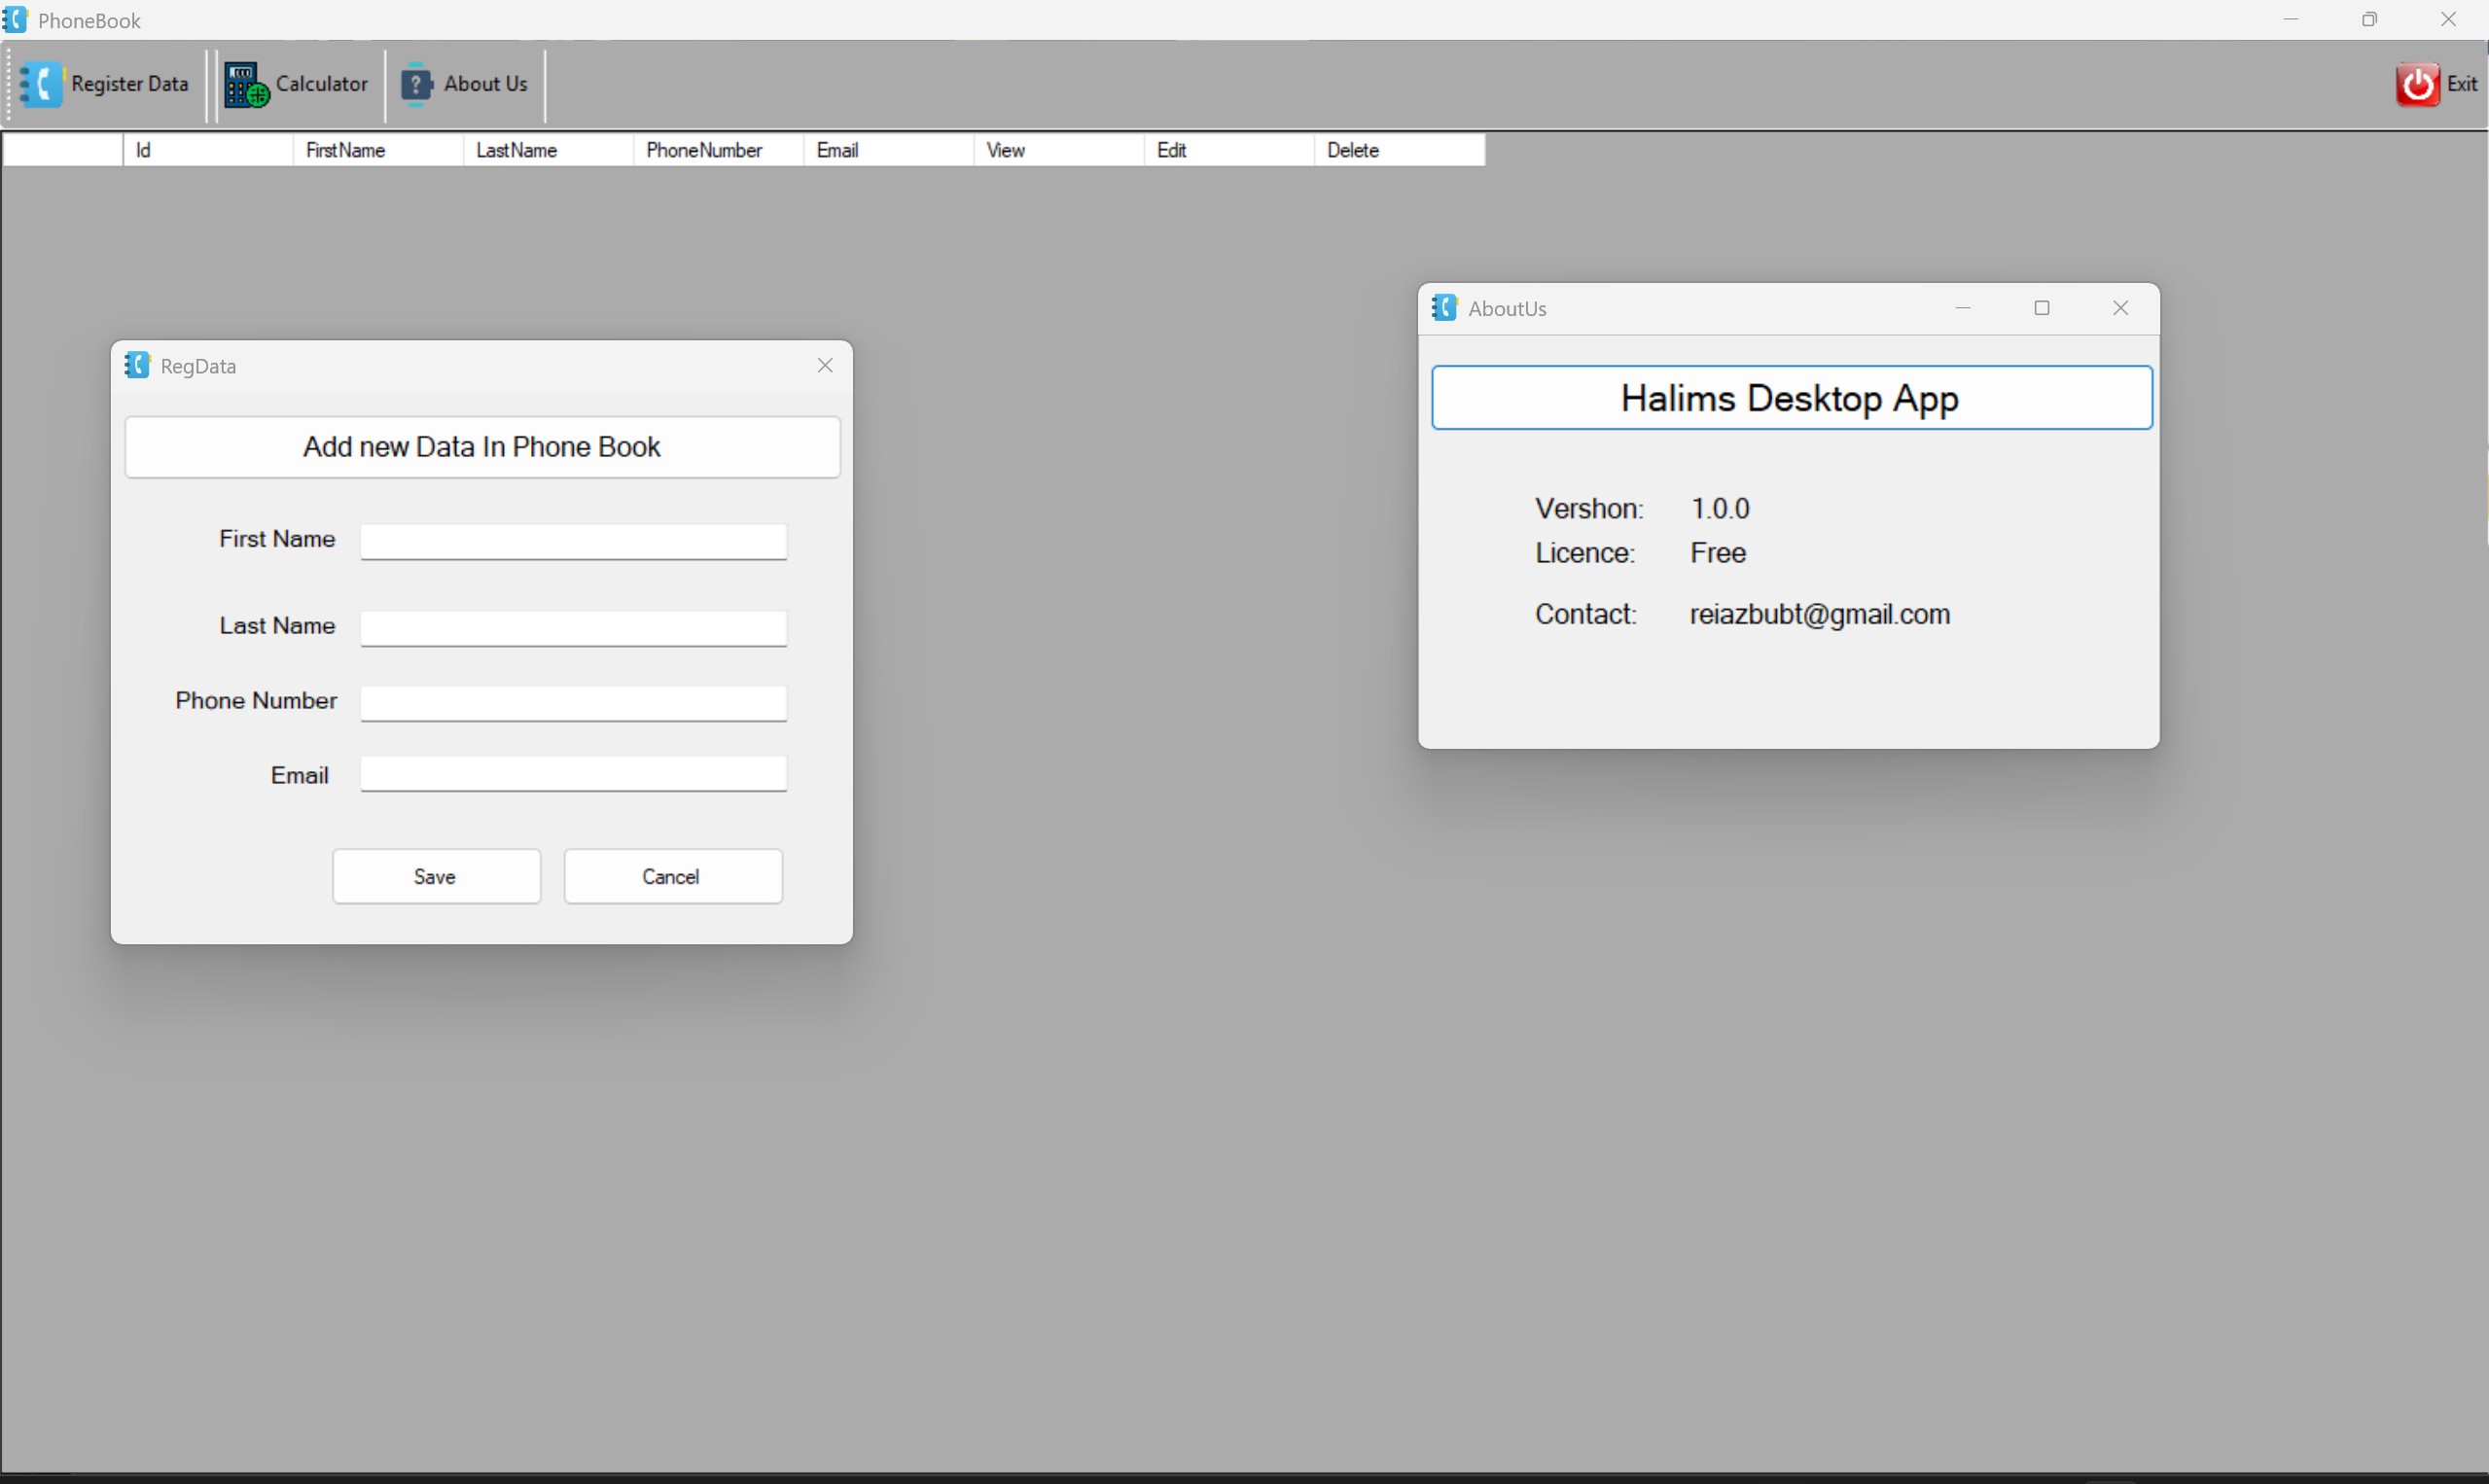 PhoneBook
Register Data Calculator About Us Exit
Id FirstName LastName PhoneNumber Email View Edit Delete
RegData
Add new Data In Phone Book
First Name
Last Name
Phone Number
Email
Save Cancel
AboutUs
Halims Desktop App
Vershon: 1.0.0
Licence: Free
Contact: reiazbubt@gmail.com